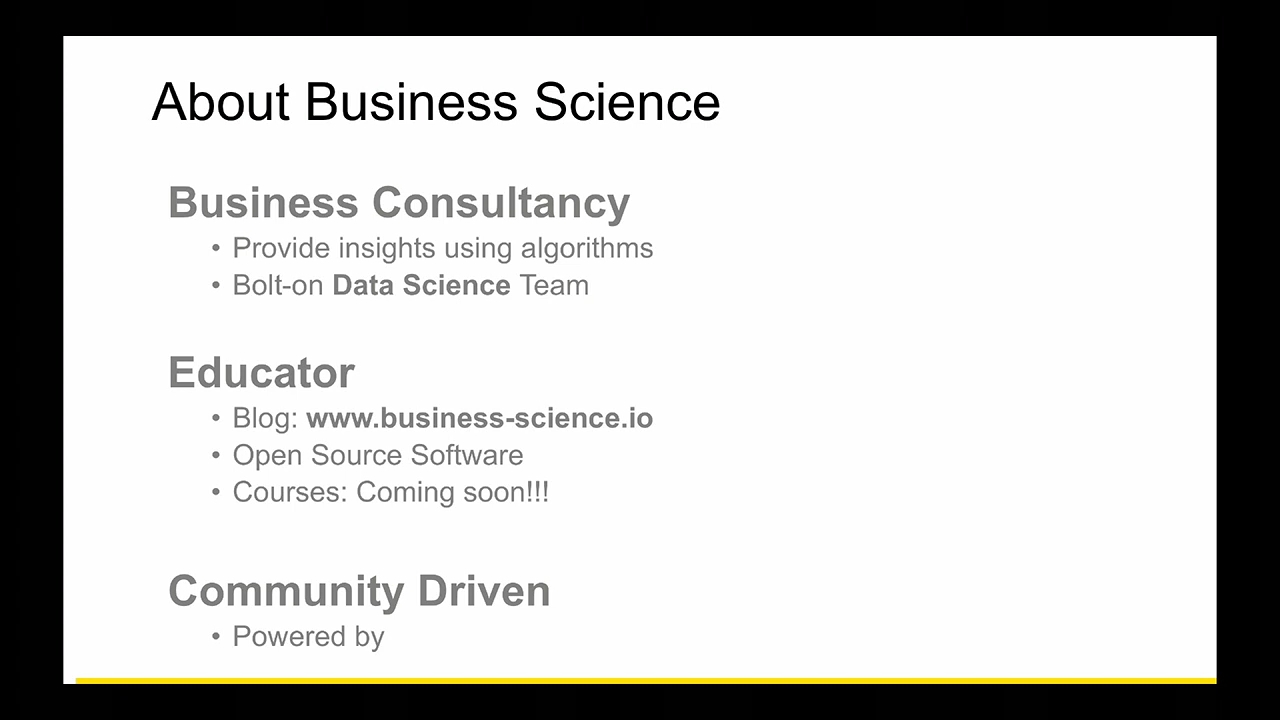 About Business Science
Business Consultancy
• Provide insights using algorithms
• Bolt-on Data Science Team
Educator
• Blog: www.business-science.io
• Open Source Software
• Courses: Coming soon!!!
Community Driven
• Powered by